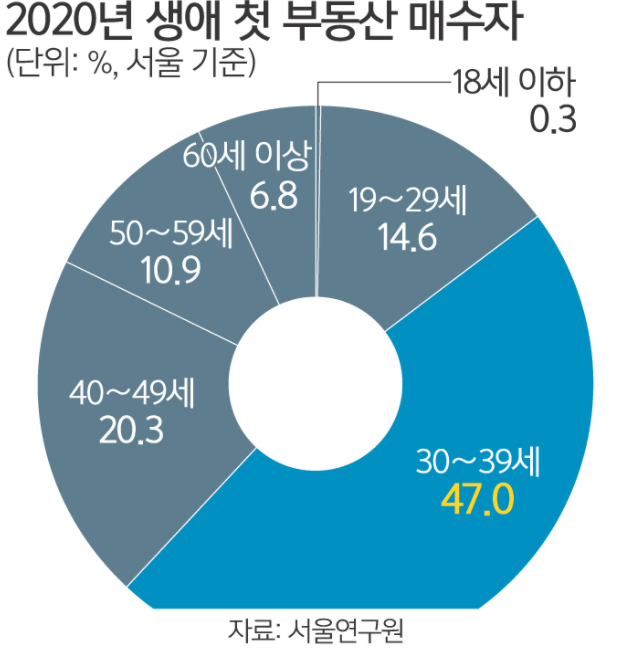 2020년 생애 첫 부동산 매수자
(단위: %, 서울 기준)
18세 이하
0.3
19~29세
14.6
30~39세
47.0
40~49세
20.3
50~59세
10.9
60세 이상
6.8
자료: 서울연구원